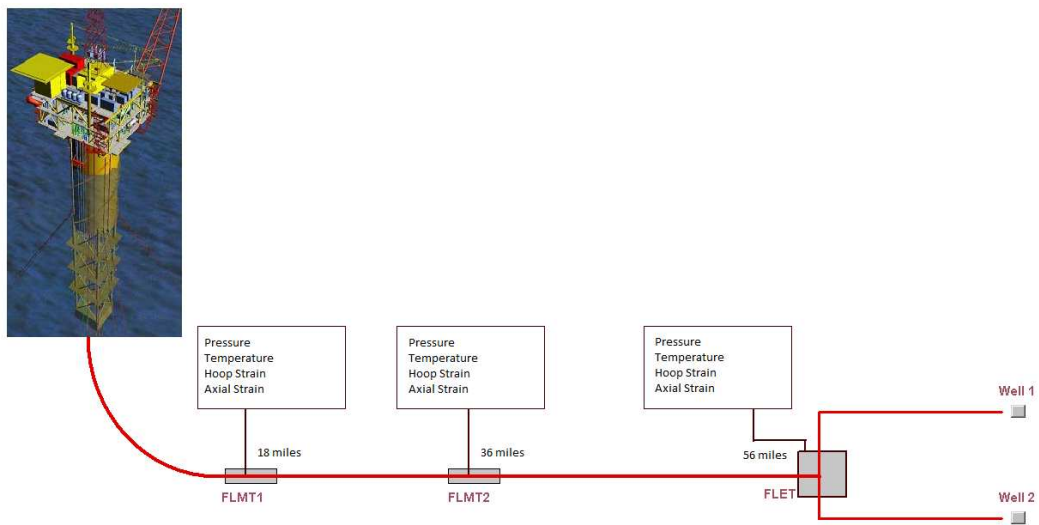 Pressure
Temperature
Hoop Strain
Axial Strain
Pressure
Temperature
Hoop Strain
Axial Strain
Pressure
Temperature
Hoop Strain
Axial Strain
Well 1
18 miles
36 miles
56 miles
FLMT1
FLMT2
FLET
Well 2